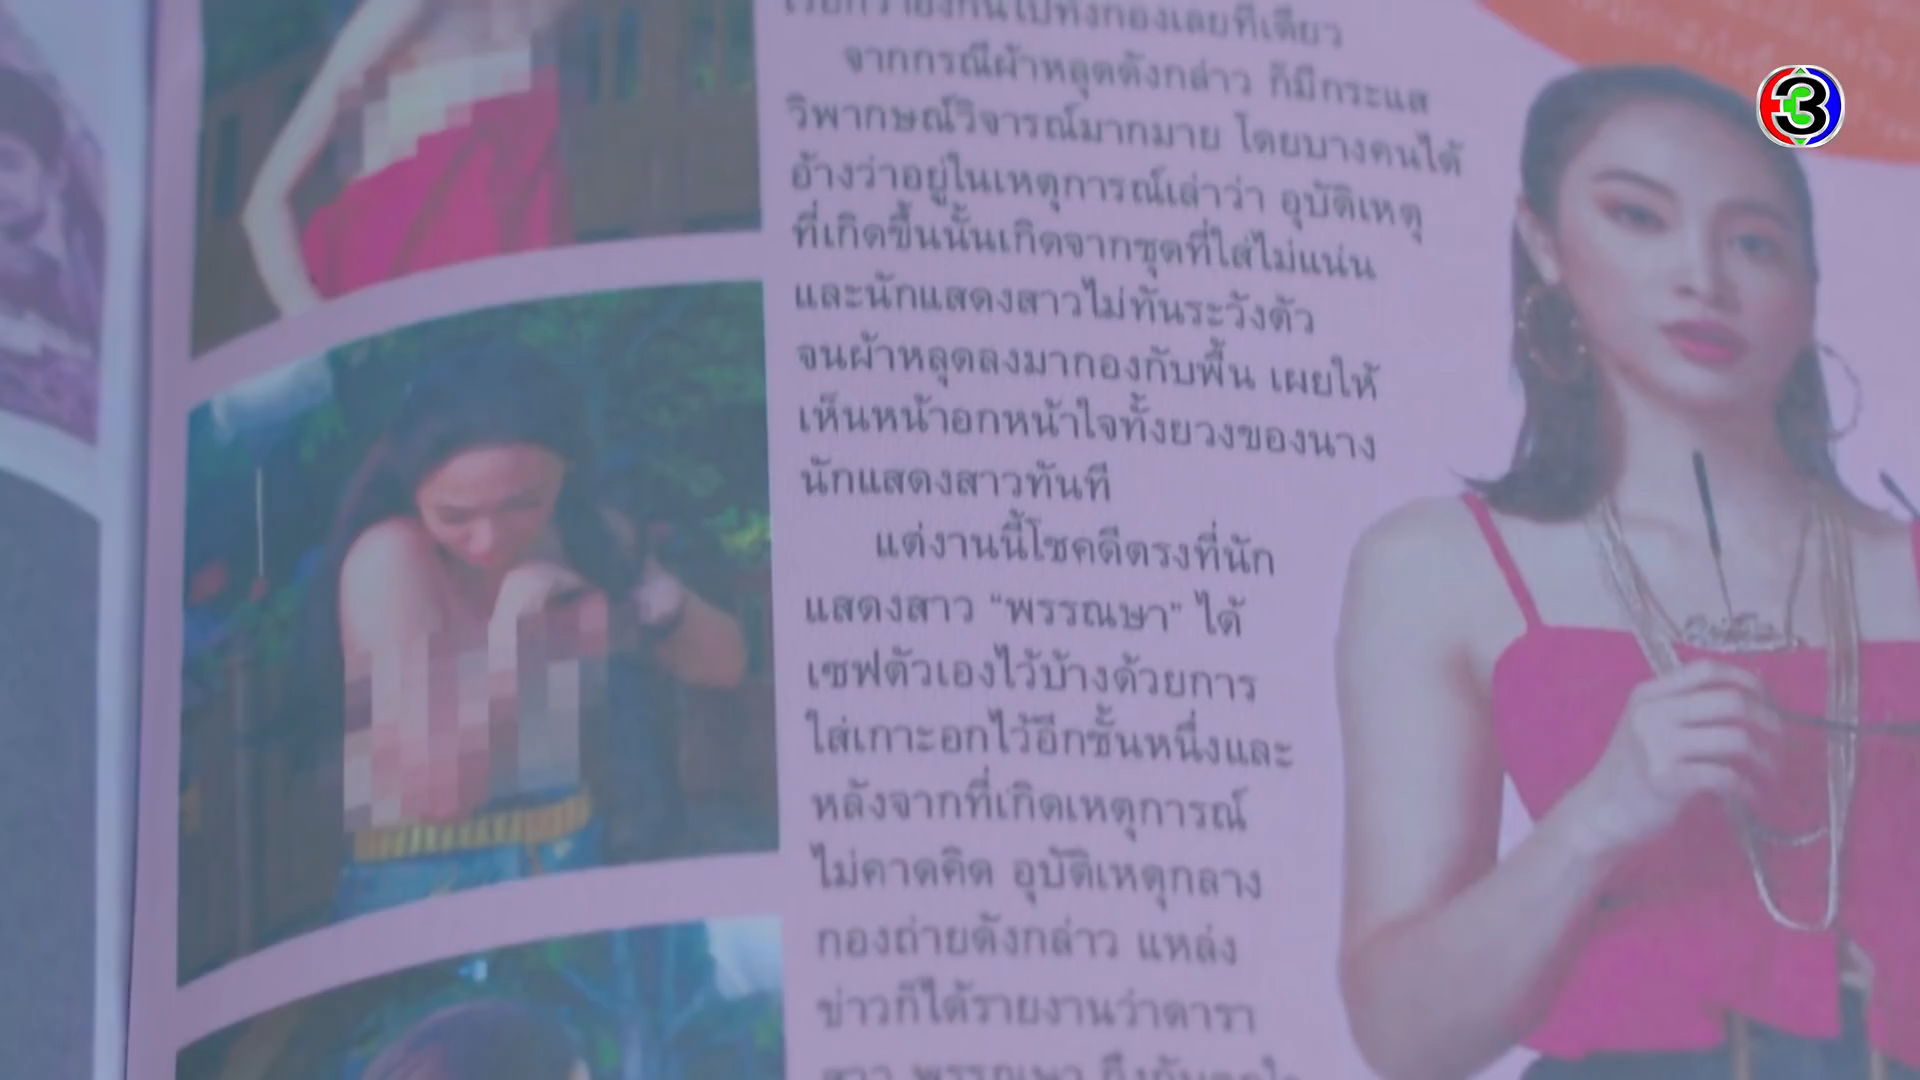 จากกรณีผ้าหลุดดังกล่าว ก็มีกระแส
วิพากษณ์วิจารณ์มากมาย โดยบางคนได้
อ้างว่าอยู่ในเหตุการณ์เล่าว่า อุบัติเหตุ
ที่เกิดขึ้นนั้นเกิดจากชุดที่ใส่ไม่แน่น
และนักแสดงสาวไม่ทันระวังตัว
จนผ้าหลุดลงมากองกับพื้น เผยให้
เห็นหน้าอกหน้าใจทั้งยวงของนาง
นักแสดงสาวทันที
แต่งานนี้โชคดีตรงที่นัก
แสดงสาว “พรรณษา” ได้
เซฟตัวเองไว้บ้างด้วยการ
ใส่เกาะอกไว้อีกชั้นหนึ่งและ
หลังจากที่เกิดเหตุการณ์
ไม่คาดคิด อุบัติเหตุกลาง
กองถ่ายดังกล่าว แหล่ง
ข่าวก็ได้รายงานว่าดารา
3